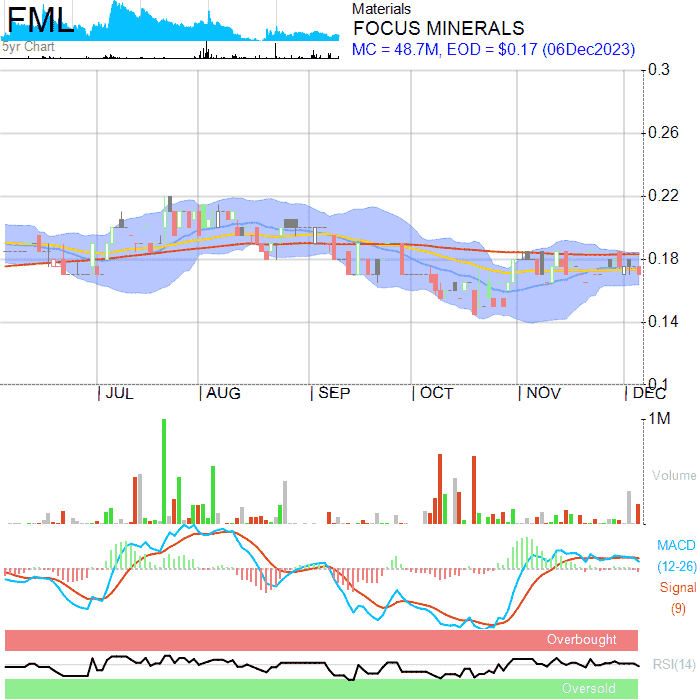 FML
5yr Chart
Materials
FOCUS MINERALS
MC = 48.7M, EOD = $0.17 (06Dec2023)
0.3
0.26
0.22
0.18
0.14
0.1
JUL AUG SEP OCT NOV DEC
1M
Volume
MACD
(12-26)
Signal
(9)
Overbought
RSI(14)
Oversold